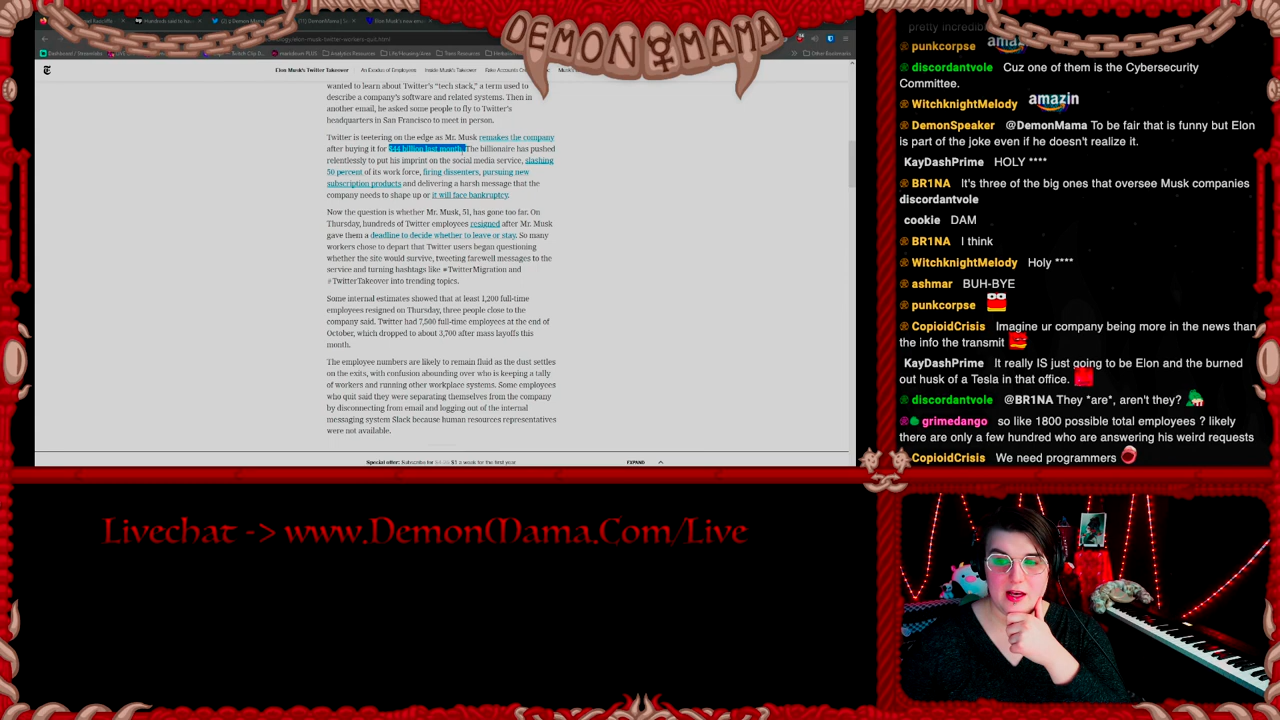 DEMON MAMA
Elon Musk's Twitter Takeover
An Exodus of Employees
Inside Musk's Takeover
wanted to learn about Twitter's “tech stack,” a term used to
describe a company's software and related systems. Then in
another email, he asked some people to fly to Twitter's
headquarters in San Francisco to meet in person.
Twitter is teetering on the edge as Mr. Musk remakes the company
after buying it for $44 billion last month. The billionaire has pushed
relentlessly to put his imprint on the social media service, slashing
50 percent of its work force, firing dissenters, pursuing new
subscription products and delivering a harsh message that the
company needs to shape up or it will face bankruptcy.
Now the question is whether Mr. Musk, 51, has gone too far. On
Thursday, hundreds of Twitter employees resigned after Mr. Musk
gave them a deadline to decide whether to leave or stay. So many
workers chose to depart that Twitter users began questioning
whether the site would survive, tweeting farewell messages to the
service and turning hashtags like #TwitterMigration and
#TwitterTakeover into trending topics.
Some internal estimates showed that at least 1,200 full-time
employees resigned on Thursday, three people close to the
company said. Twitter had 7,500 full-time employees at the end of
October, which dropped to about 3,700 after mass layoffs this
month.
The employee numbers are likely to remain fluid as the dust settles
on the exits, with confusion abounding over who is keeping a tally
of workers and running other workplace systems. Some employees
who quit said they were separating themselves from the company
by disconnecting from email and logging out of the internal
messaging system Slack because human resources representatives
were not available.
Special offer: Subscribe for $1 a week for the first year
EXPAND
Livechat -> www.DemonMama.Com/Live
pretty incredib
punkcorpse amaz
discordantvole Cuz one of them is the Cybersecurity
Committee.
WitchknightMelody amazin
DemonSpeaker @DemonMama To be fair that is funny but Elon
is part of the joke even if he doesn't realize it.
KayDashPrime HOLY ****
BR1NA It's three of the big ones that oversee Musk companies
discordantvole
cookie DAM
BR1NA I think
WitchknightMelody Holy ****
ashmar BUH-BYE
punkcorpse
CopioidCrisis Imagine ur company being more in the news than
the info the transmit
KayDashPrime It really IS just going to be Elon and the burned
out husk of a Tesla in that office.
discordantvole @BR1NA They *are*, aren't they?
grimedango so like 1800 possible total employees ? likely
there are only a few hundred who are answering his weird requests
CopioidCrisis We need programmers